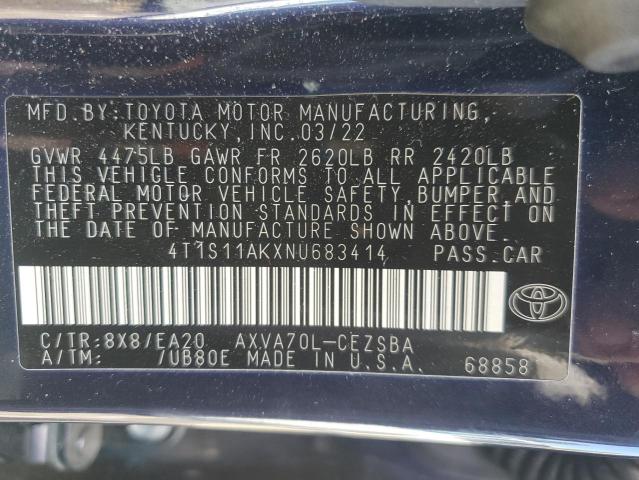 MFD.BY:TOYOTA MOTOR MANUFACTURING,
KENTUCKY,INC.03/22
GVWR 4475LB GAWR FR 2620LB RR 2420LB
THIS VEHICLE CONFORMS TO ALL APPLICABLE
FEDERAL MOTOR VEHICLE SAFETY,BUMPER,AND
THEFT PREVENTION STANDARDS IN EFFECT ON
THE DATE OF MANUFACTURE SHOWN ABOVE.
4T1S11AKXNU683414 PASS.CAR
C/TR:8X8/EA20 AXVA70L-CEZSBA
A/TM: /UB80E MADE IN U.S.A. 68858